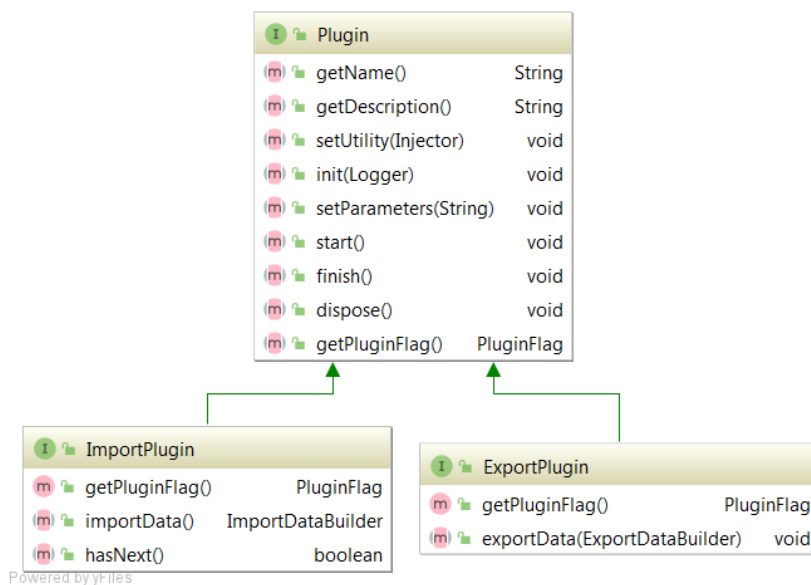 Plugin
getName() String
getDescription() String
setUtility(Injector) void
init(Logger) void
setParameters(String) void
start() void
finish() void
dispose() void
getPluginFlag() PluginFlag
ImportPlugin
getPluginFlag() PluginFlag
importData() ImportDataBuilder
hasNext() boolean
ExportPlugin
getPluginFlag() PluginFlag
exportData(ExportDataBuilder) void
Powered by yFiles